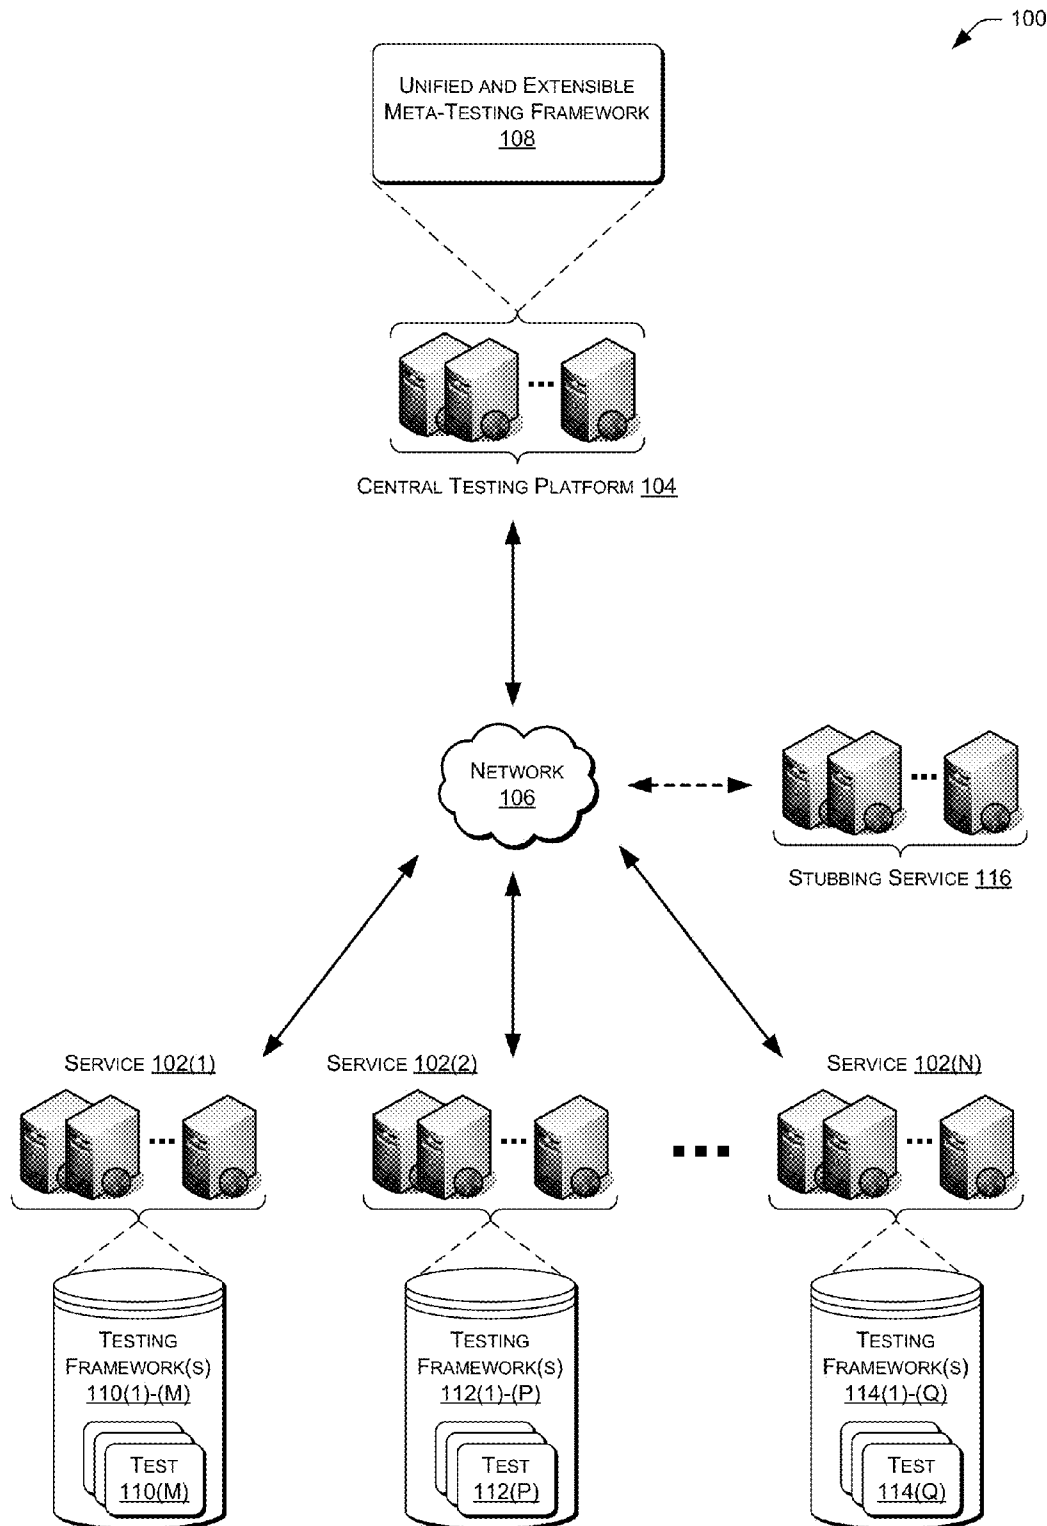 100
UNIFIED AND EXTENSIBLE
META-TESTING FRAMEWORK
108
CENTRAL TESTING PLATFORM 104
NETWORK
106
STUBBING SERVICE 116
SERVICE 102(1)
SERVICE 102(2)
SERVICE 102(N)
TESTING
FRAMEWORK(S)
110(1)-(M)
TEST
110(M)
TESTING
FRAMEWORK(S)
112(1)-(P)
TEST
112(P)
TESTING
FRAMEWORK(S)
114(1)-(Q)
TEST
114(Q)